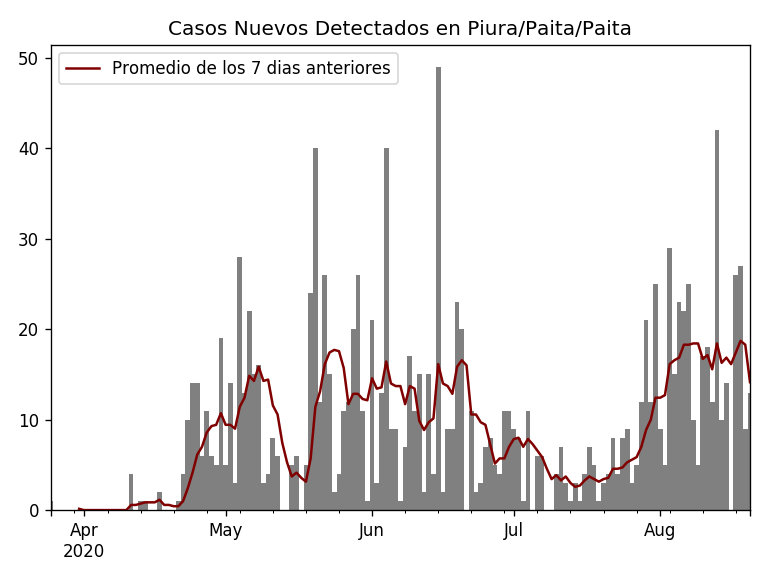 Casos Nuevos Detectados en Piura/Paita/Paita
Promedio de los 7 dias anteriores
50
40
30
20
10
0
Apr
2020
May
Jun
Jul
Aug